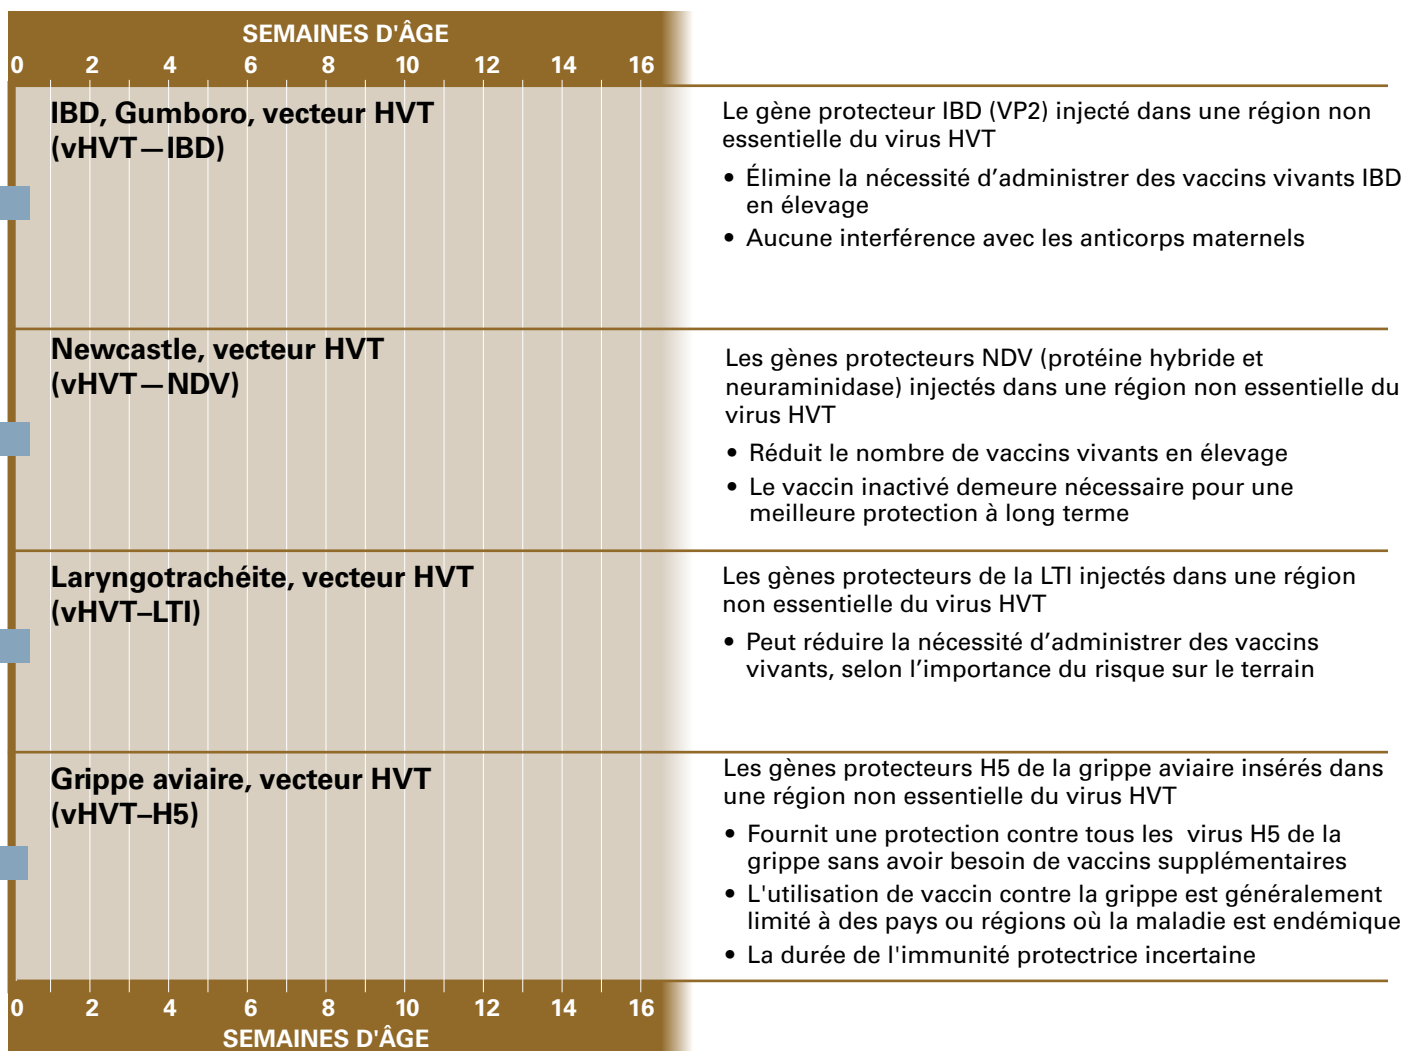 SEMAINES D'ÂGE
0 2 4 6 8 10 12 14 16
IBD, Gumboro, vecteur HVT
(vHVT—IBD)
Le gène protecteur IBD (VP2) injecté dans une région non
essentielle du virus HVT
• Élimine la nécessité d’administrer des vaccins vivants IBD
en élevage
• Aucune interférence avec les anticorps maternels
Newcastle, vecteur HVT
(vHVT—NDV)
Les gènes protecteurs NDV (protéine hybride et
neuraminidase) injectés dans une région non essentielle du
virus HVT
• Réduit le nombre de vaccins vivants en élevage
• Le vaccin inactivé demeure nécessaire pour une
meilleure protection à long terme
Laryngotrachéite, vecteur HVT
(vHVT–LTI)
Les gènes protecteurs de la LTI injectés dans une région
non essentielle du virus HVT
• Peut réduire la nécessité d’administrer des vaccins
vivants, selon l’importance du risque sur le terrain
Grippe aviaire, vecteur HVT
(vHVT–H5)
Les gènes protecteurs H5 de la grippe aviaire insérés dans
une région non essentielle du virus HVT
• Fournit une protection contre tous les virus H5 de la
grippe sans avoir besoin de vaccins supplémentaires
• L'utilisation de vaccin contre la grippe est généralement
limité à des pays ou régions où la maladie est endémique
• La durée de l'immunité protectrice incertaine
0 2 4 6 8 10 12 14 16
SEMAINES D'ÂGE